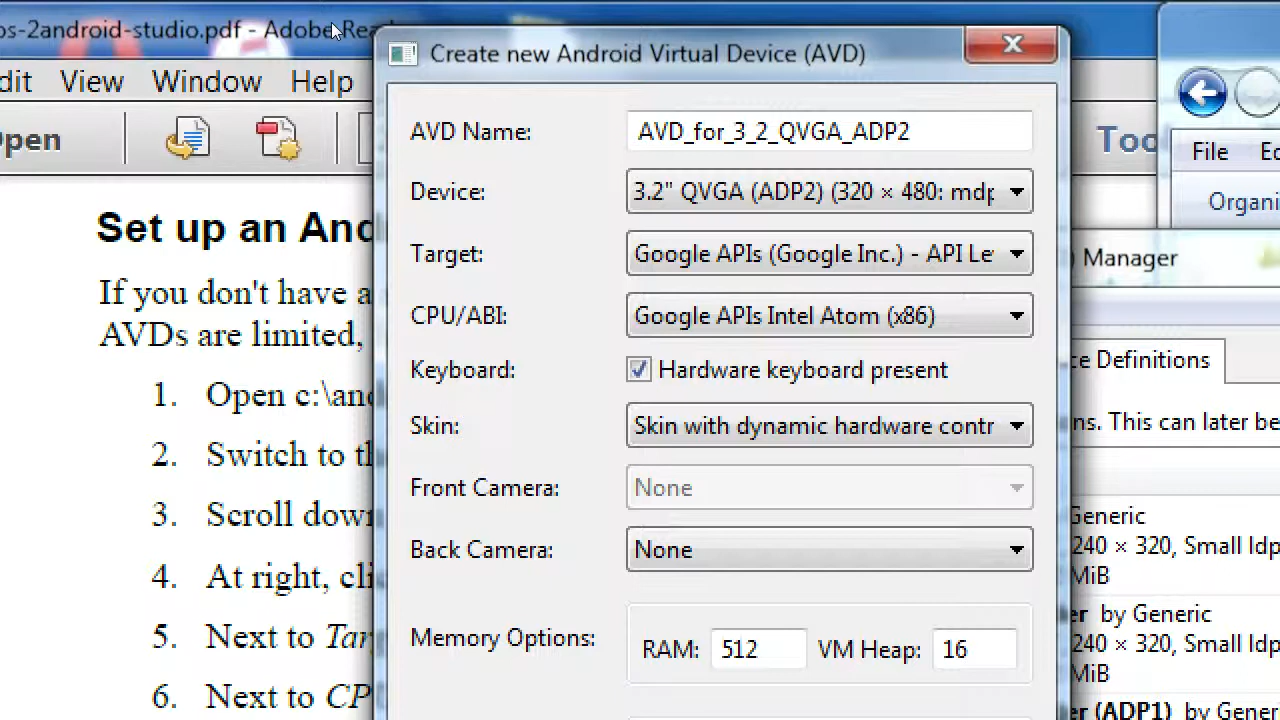 os-2android-studio.pdf - Adobe Rea
dit View Window Help
Open
Set up an And
If you don't have a
AVDs are limited,
1. Open c:\and
2. Switch to th
3. Scroll down
4. At right, cli
5. Next to Tar
6. Next to CP
Create new Android Virtual Device (AVD)
AVD Name: AVD_for_3_2_QVGA_ADP2
Device: 3.2" QVGA (ADP2) (320 × 480: mdp
Target: Google APIs (Google Inc.) - API Le
CPU/ABI: Google APIs Intel Atom (x86)
Keyboard: Hardware keyboard present
Skin: Skin with dynamic hardware contr
Front Camera: None
Back Camera: None
Memory Options: RAM: 512 VM Heap: 16
Too
File Ed
Organi
) Manager
ce Definitions
ns. This can later be
Generic
240 × 320, Small ldp
MiB
er by Generic
240 × 320, Small ldp
MiB
er (ADP1) by Gener